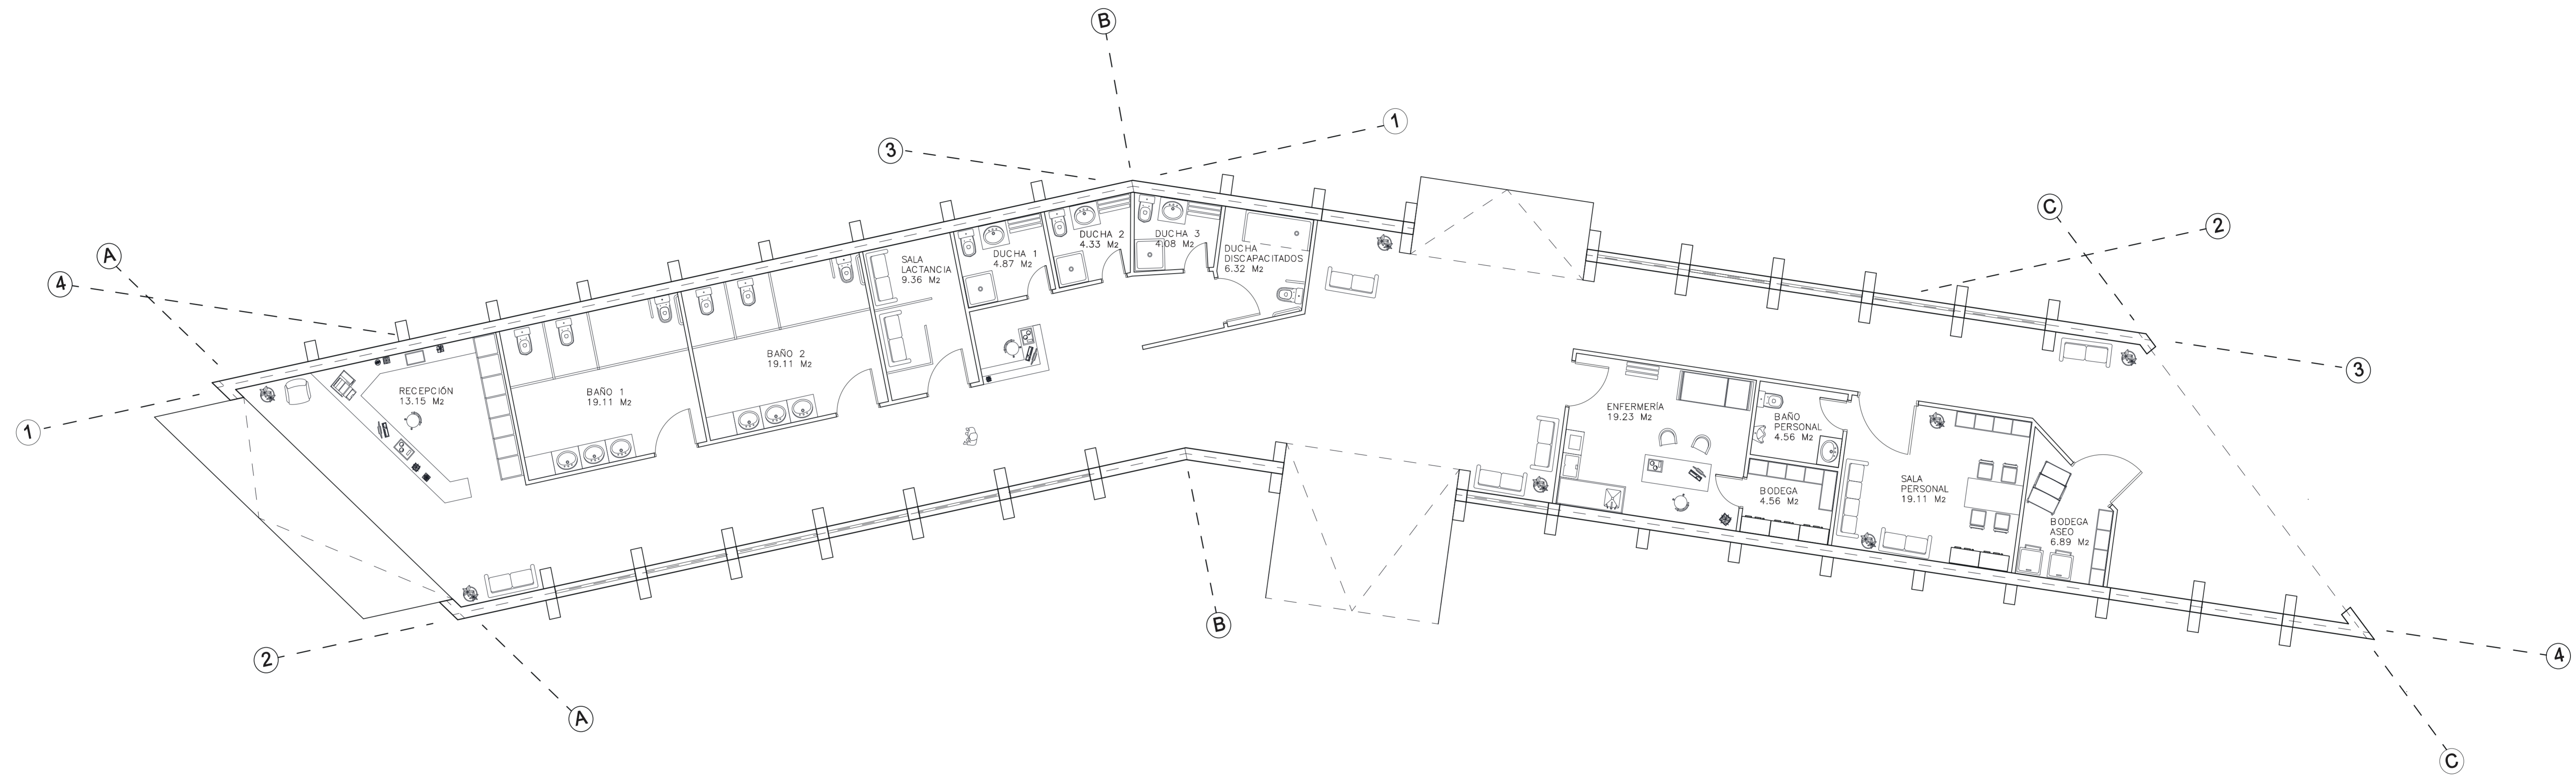 B
1
3
C
2
A
4
1
3
RECEPCIÓN
13.15 M2
BAÑO 1
19.11 M2
BAÑO 2
19.11 M2
SALA
LACTANCIA
9.36 M2
DUCHA 1
4.87 M2
DUCHA 2
4.33 M2
DUCHA 3
4.08 M2
DUCHA
DISCAPACITADOS
6.32 M2
ENFERMERÍA
19.23 M2
BAÑO
PERSONAL
4.56 M2
BODEGA
4.56 M2
SALA
PERSONAL
19.11 M2
BODEGA
ASEO
6.89 M2
B
2
4
A
C